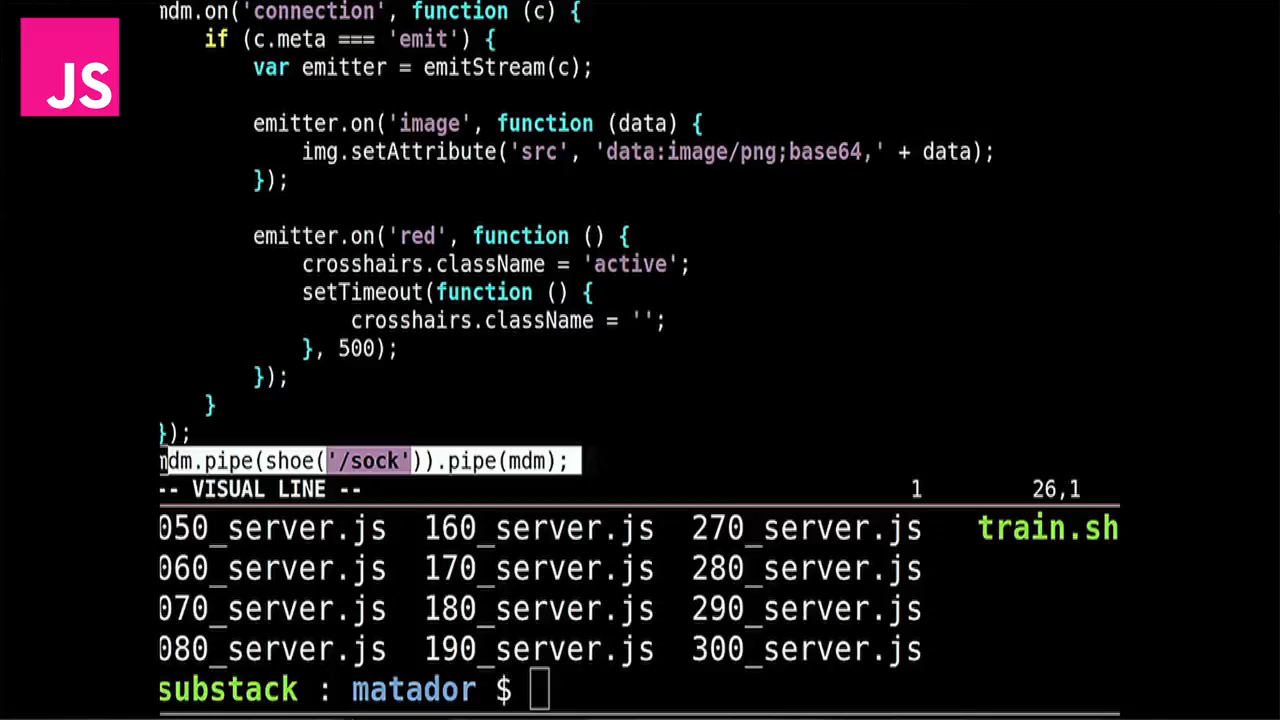 JS
mdm.on('connection', function (c) {
    if (c.meta === 'emit') {
        var emitter = emitStream(c);

        emitter.on('image', function (data) {
            img.setAttribute('src', 'data:image/png;base64,' + data);
        });

        emitter.on('red', function () {
            crosshairs.className = 'active';
            setTimeout(function () {
                crosshairs.className = '';
            }, 500);
        });
    }
});
mdm.pipe(shoe('/sock')).pipe(mdm);
-- VISUAL LINE -- 1 26,1
050_server.js 160_server.js 270_server.js train.sh
060_server.js 170_server.js 280_server.js
070_server.js 180_server.js 290_server.js
080_server.js 190_server.js 300_server.js
substack : matador $